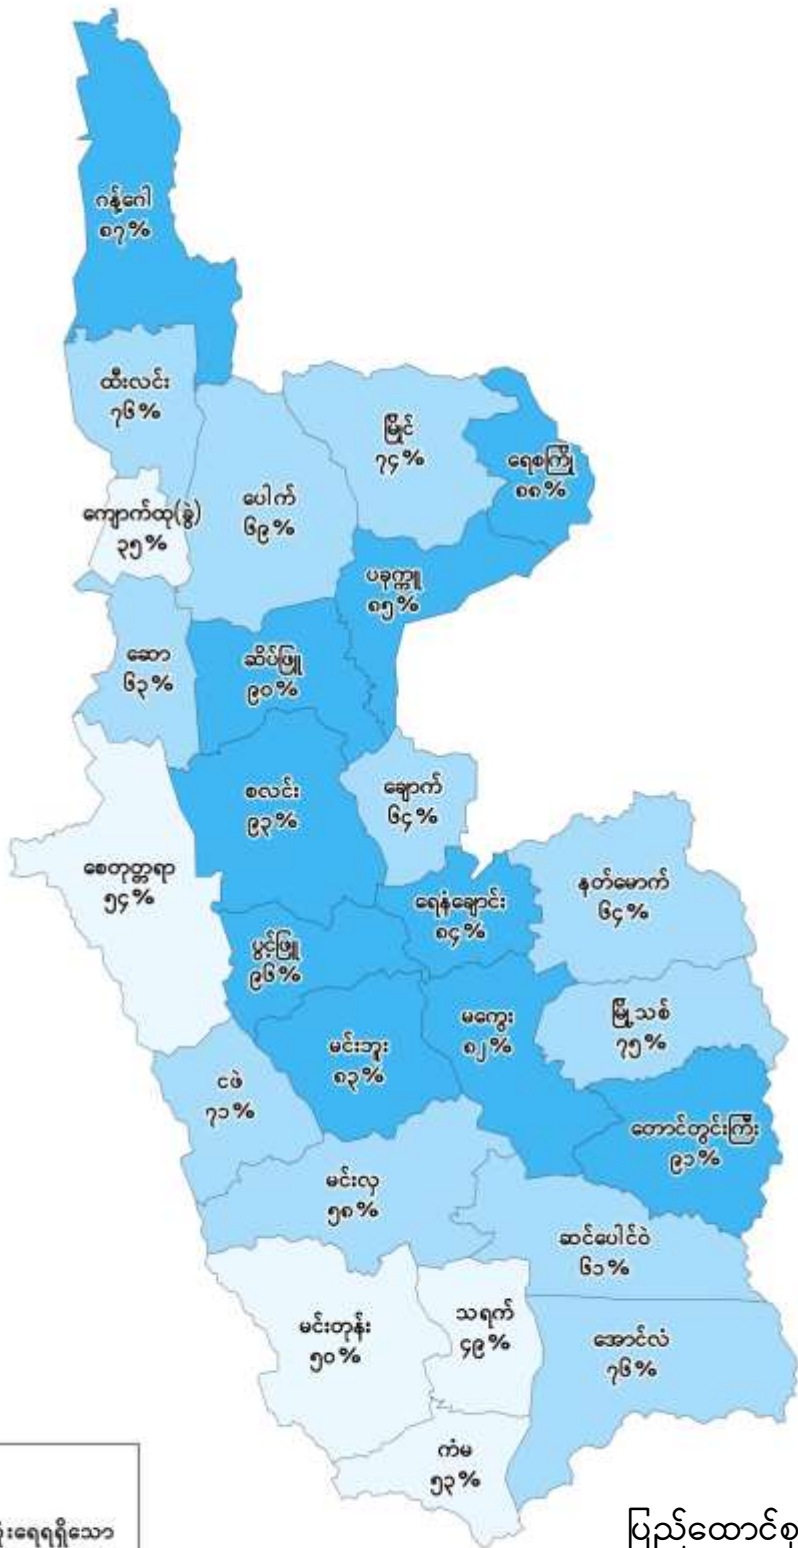 ဂန့်ဂေါ
၈၇%
ထီးလင်း
၇၆%
မြိုင်
၇၄%
ရေစကြို
၈၈%
ကျောက်ထု(ခွဲ)
၃၅%
ပေါက်
၆၉%
ပခုက္ကူ
၈၅%
ဆော
၆၃%
ဆိပ်ဖြူ
၉၀%
စလင်း
၉၃%
ချောက်
၆၄%
စေတုတ္တရာ
၅၄%
ရေနံချောင်း
၈၄%
နတ်မောက်
၆၄%
ပွင့်ဖြူ
၉၆%
မကွေး
၈၂%
မြို့သစ်
၇၅%
မင်းဘူး
၈၃%
ငဖဲ
၇၁%
တောင်တွင်းကြီး
၉၁%
မင်းလှ
၅၈%
ဆင်ပေါင်ဝဲ
၆၁%
မင်းတုန်း
၅၀%
သရက်
၄၉%
အောင်လံ
၇၆%
ကံမ
၅၃%
ရေရရှိသော
ပြည်ထောင်စု